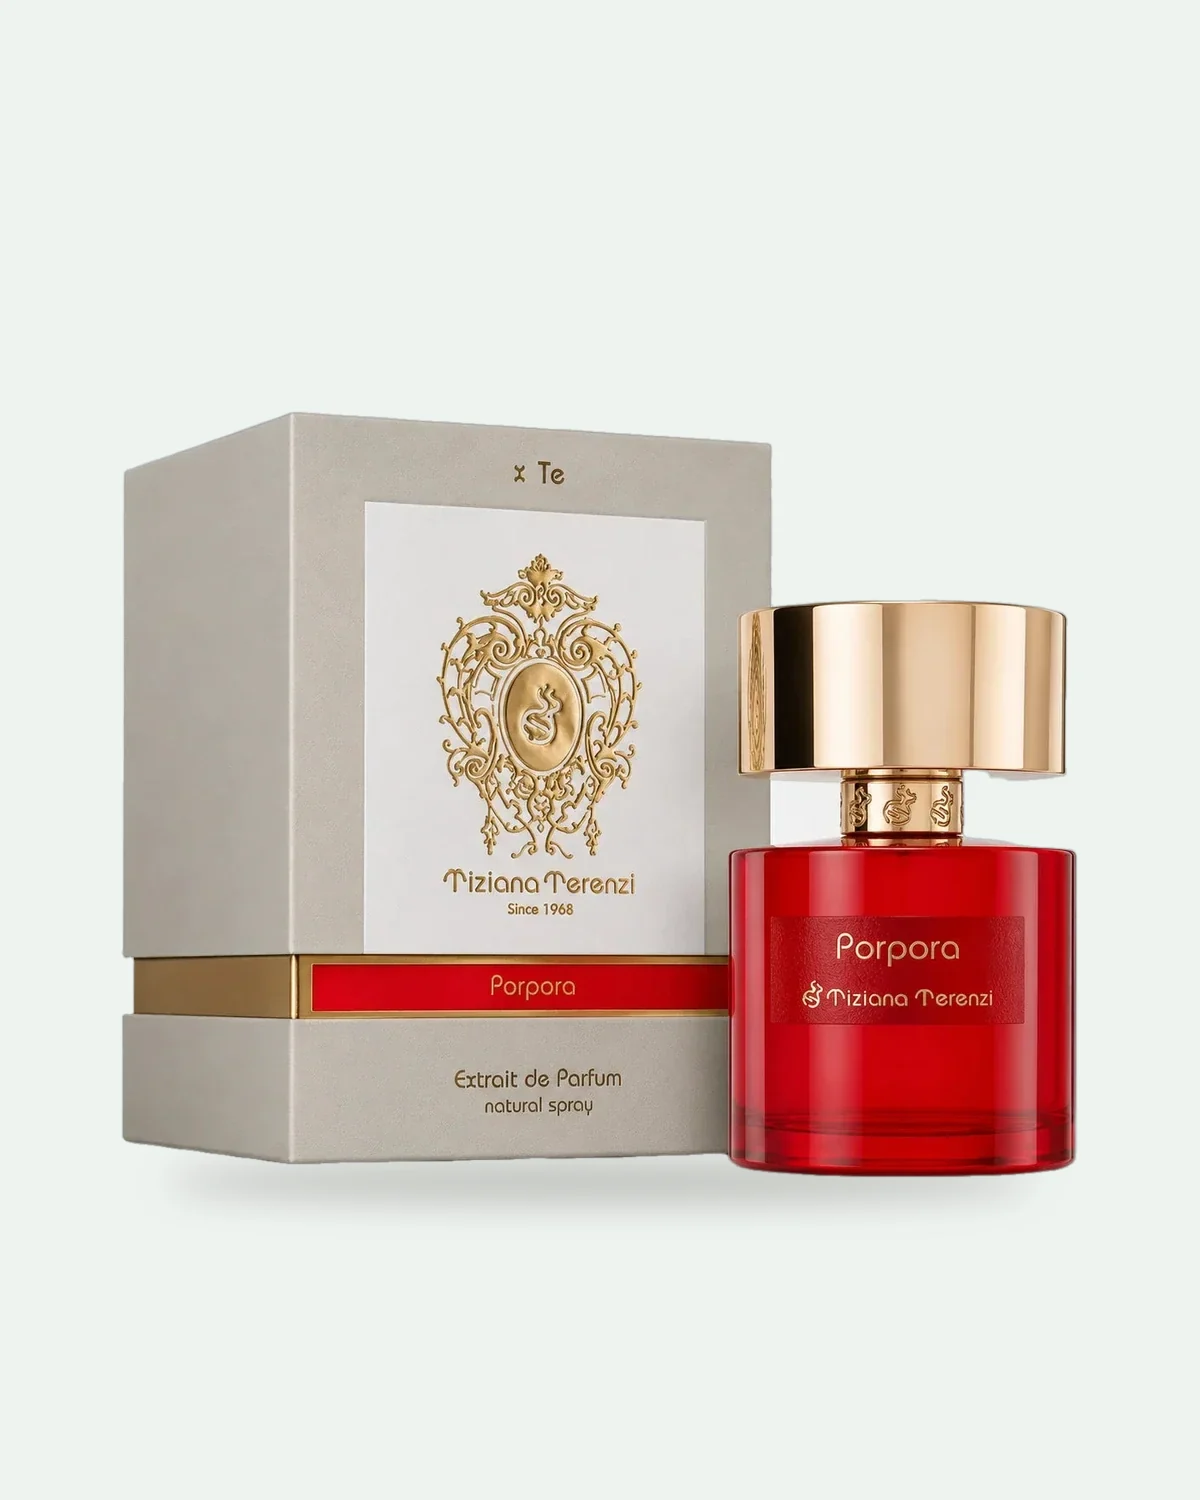 x Te
Tiziana Terenzi
Since 1968
Porpora
Extrait de Parfum
natural spray
Porpora
Tiziana Terenzi